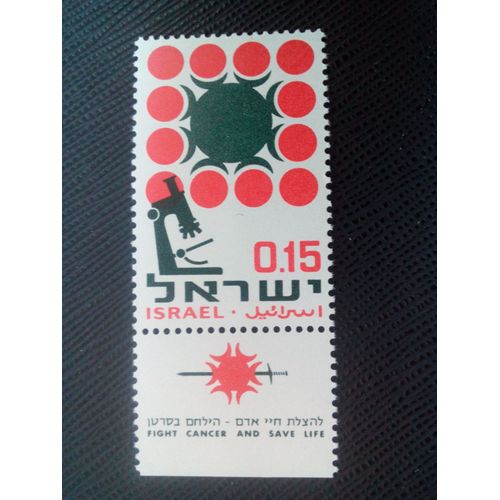 0.15
ישראל
ISRAEL · اسرائيل
להצלת חיי אדם - הילחם בסרטן
FIGHT CANCER AND SAVE LIFE